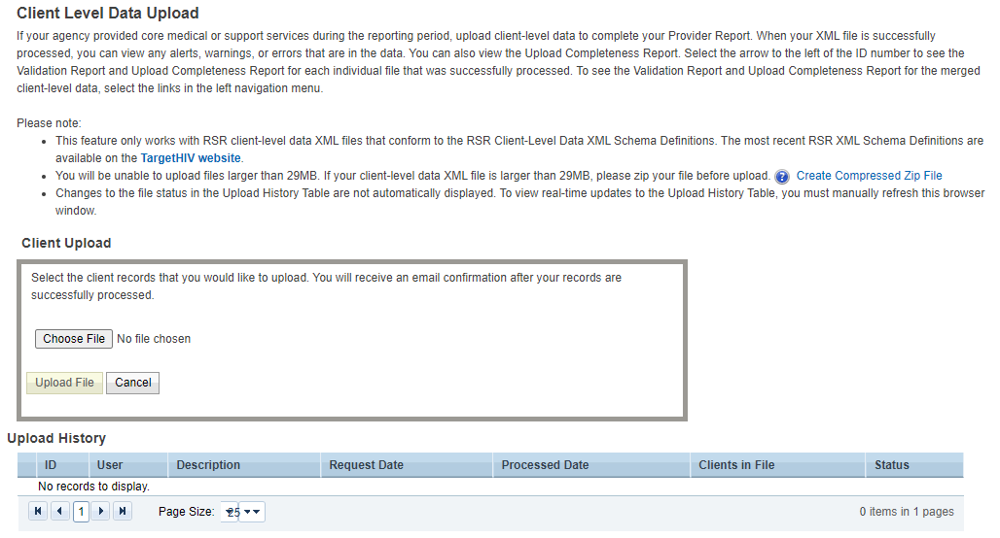 Client Level Data Upload
If your agency provided core medical or support services during the reporting period, upload client-level data to complete your Provider Report. When your XML file is successfully
processed, you can view any alerts, warnings, or errors that are in the data. You can also view the Upload Completeness Report. Select the arrow to the left of the ID number to see the
Validation Report and Upload Completeness Report for each individual file that was successfully processed. To see the Validation Report and Upload Completeness Report for the merged
client-level data, select the links in the left navigation menu.
Please note:
• This feature only works with RSR client-level data XML files that conform to the RSR Client-Level Data XML Schema Definitions. The most recent RSR XML Schema Definitions are
available on the TargetHIV website.
• You will be unable to upload files larger than 29MB. If your client-level data XML file is larger than 29MB, please zip your file before upload. ? Create Compressed Zip File
• Changes to the file status in the Upload History Table are not automatically displayed. To view real-time updates to the Upload History Table, you must manually refresh this browser
window.
Client Upload
Select the client records that you would like to upload. You will receive an email confirmation after your records are
successfully processed.
Choose File No file chosen
Upload File Cancel
Upload History
ID User Description Request Date Processed Date Clients in File Status
No records to display.
1 Page Size: 25 0 items in 1 pages